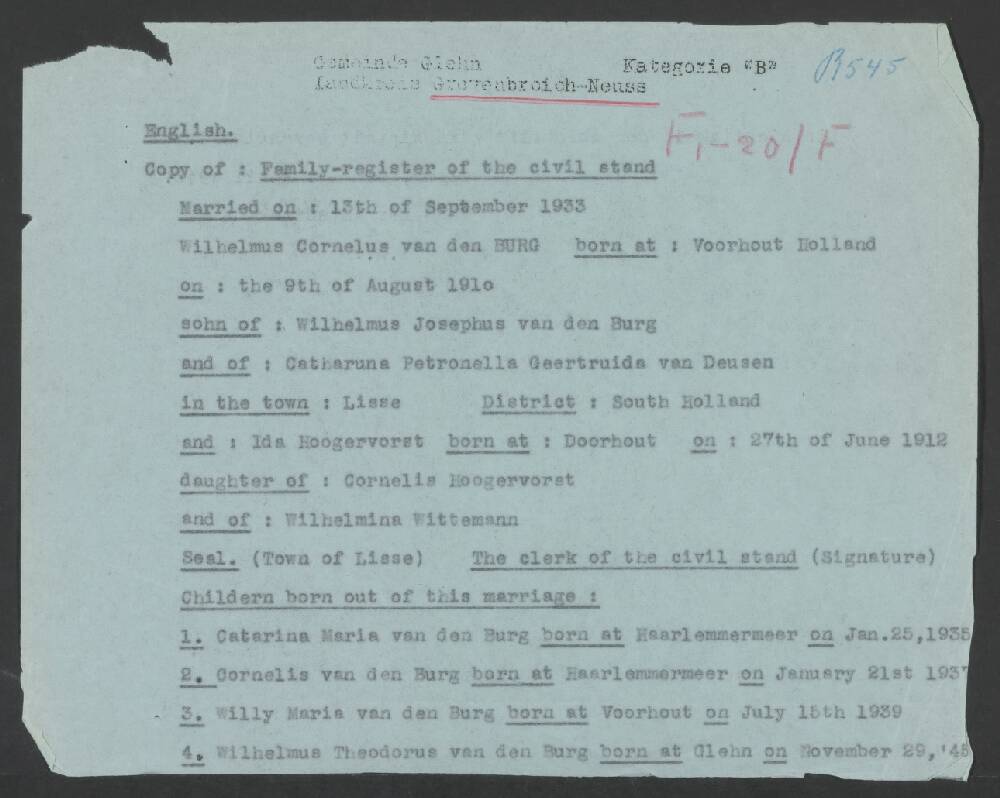 Gemeinde Glehn Kategorie "B" B545
Landkreis Grevenbroich-Neuss
F1-20/F
English.
Copy of : Family-register of the civil stand
Married on : 13th of September 1933
Wilhelmus Cornelus van den BURG born at : Voorhout Holland
on : the 9th of August 191o
sohn of : Wilhelmus Josephus van den Burg
and of : Catharuna Petronella Geertruida van Deusen
in the town : Lisse District : South Holland
and : Ida Hoogervorst born at : Doorhout on : 27th of June 1912
daughter of : Cornelis Hoogervorst
and of : Wilhelmina Wittemann
Seal. (Town of Lisse) The clerk of the civil stand (Signature)
Childern born out of this marriage :
1. Catarina Maria van den Burg born at Haarlemmermeer on Jan.25,1935
2. Cornelis van den Burg born at Haarlemmermeer on January 21st 1937
3. Willy Maria van den Burg born at Voorhout on July 15th 1939
4. Wilhelmus Theodorus van den Burg born at Glehn on November 29,'45